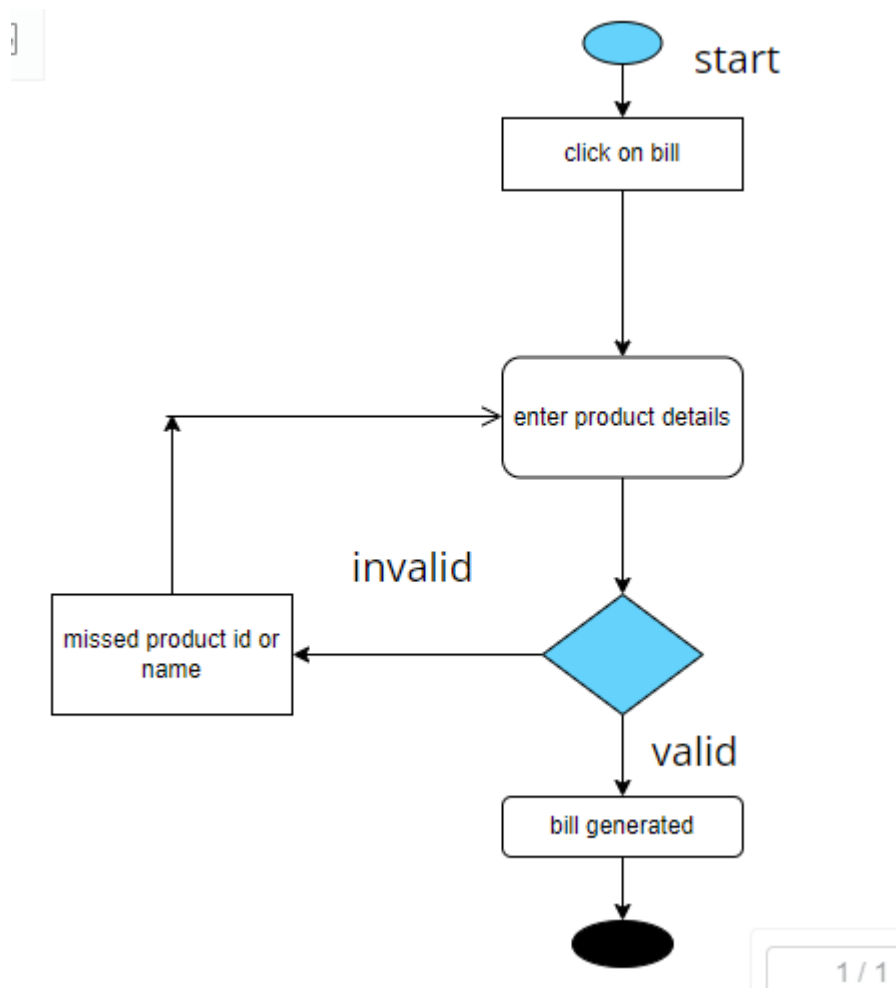 start
click on bill
enter product details
invalid
missed product id or
name
valid
bill generated
1 / 1